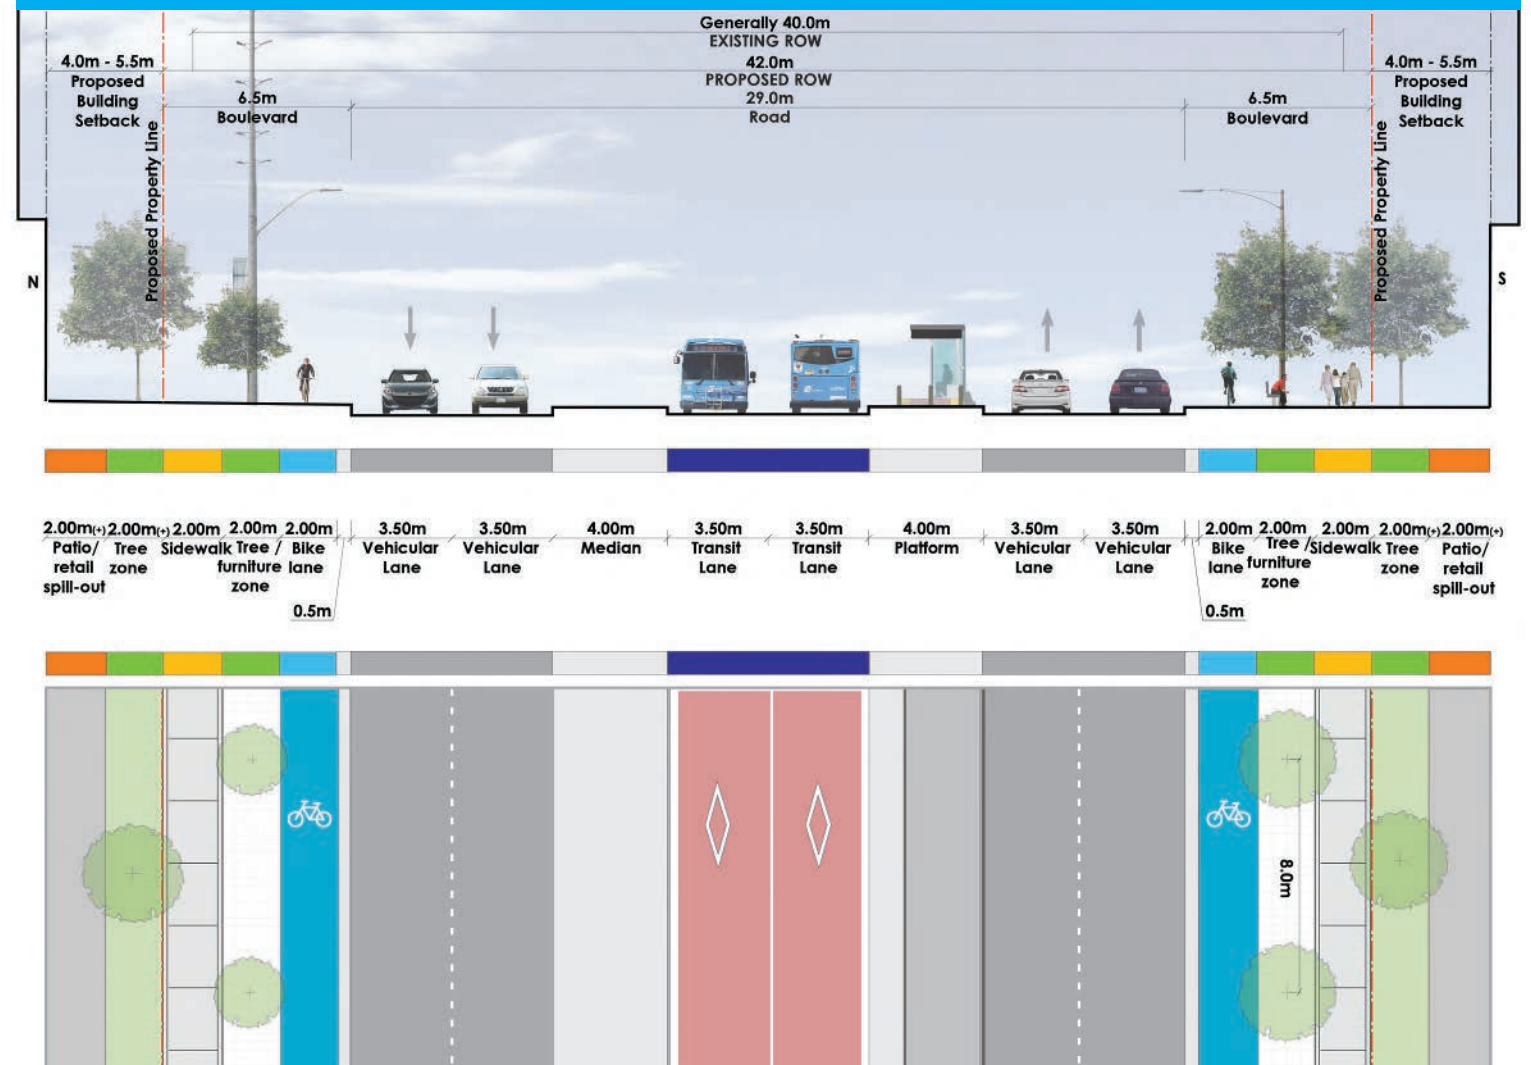 Generally 40.0m
EXISTING ROW
4.0m - 5.5m
42.0m
4.0m - 5.5m
Proposed
Building
Setback
PROPOSED ROW
Proposed
Building
Setback
6.5m
Boulevard
29.0m
Road
6.5m
Boulevard
Proposed Property Line
Proposed Property Line
N
S
2.00m(+) 2.00m(+) 2.00m 2.00m 2.00m 3.50m 3.50m 4.00m 3.50m 3.50m 4.00m 3.50m 3.50m 2.00m 2.00m 2.00m 2.00m(+) 2.00m(+)
Patio/
retail
spill-out
Tree
zone
Sidewalk
Tree /
furniture
zone
Bike
lane
Vehicular
Lane
Vehicular
Lane
Median
Transit
Lane
Transit
Lane
Platform
Vehicular
Lane
Vehicular
Lane
Bike
lane
Tree /
furniture
zone
Sidewalk
Tree
zone
Patio/
retail
spill-out
0.5m
0.5m
8.0m